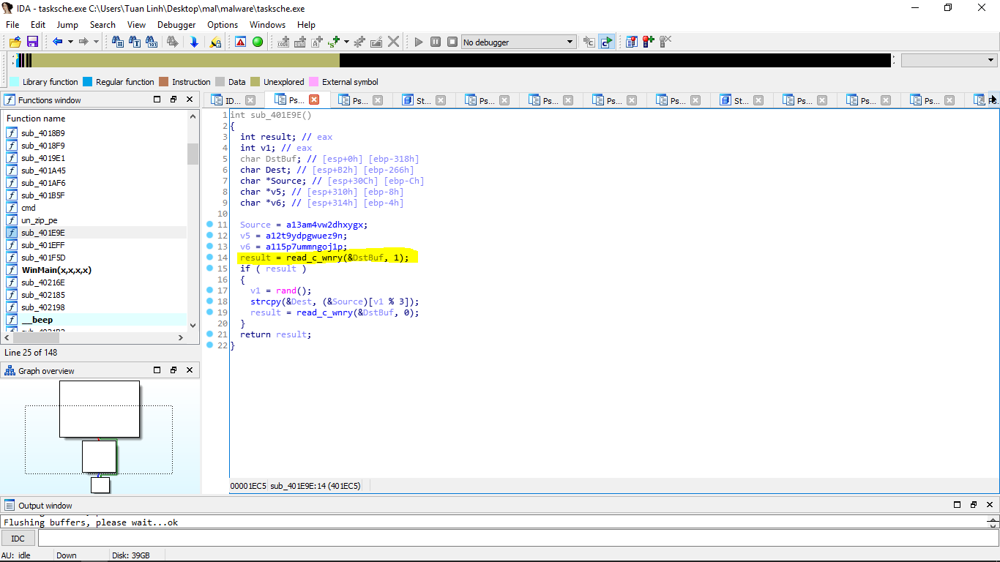 IDA - tasksche.exe C:\Users\Tuan Linh\Desktop\mal\malware\tasksche.exe
File Edit Jump Search View Debugger Options Windows Help
No debugger
Library function Regular function Instruction Data Unexplored External symbol
Functions window
ID... Ps... Ps... St... Ps... Ps... Ps... Ps... St... Ps... Ps... Ps...
Function name
sub_4018B9
sub_4018F9
sub_4019E1
sub_401A45
sub_401AF6
sub_401B5F
cmd
un_zip_pe
sub_401E9E
sub_401EFF
sub_401F5D
WinMain(x,x,x,x)
sub_40216E
sub_402185
sub_402198
__beep
Line 25 of 148
Graph overview
1 int sub_401E9E()
2 {
3 int result; // eax
4 int v1; // eax
5 char DstBuf; // [esp+0h] [ebp-318h]
6 char Dest; // [esp+B2h] [ebp-266h]
7 char *Source; // [esp+30Ch] [ebp-Ch]
8 char *v5; // [esp+310h] [ebp-8h]
9 char *v6; // [esp+314h] [ebp-4h]
10
11 Source = a13am4vw2dhxygx;
12 v5 = a12t9ydpgwuez9n;
13 v6 = a115p7ummngoj1p;
14 result = read_c_wnry(&DstBuf, 1);
15 if ( result )
16 {
17 v1 = rand();
18 strcpy(&Dest, (&Source)[v1 % 3]);
19 result = read_c_wnry(&DstBuf, 0);
20 }
21 return result;
22 }
00001EC5 sub_401E9E:14 (401EC5)
Output window
Flushing buffers, please wait...ok
IDC
AU: idle Down Disk: 39GB